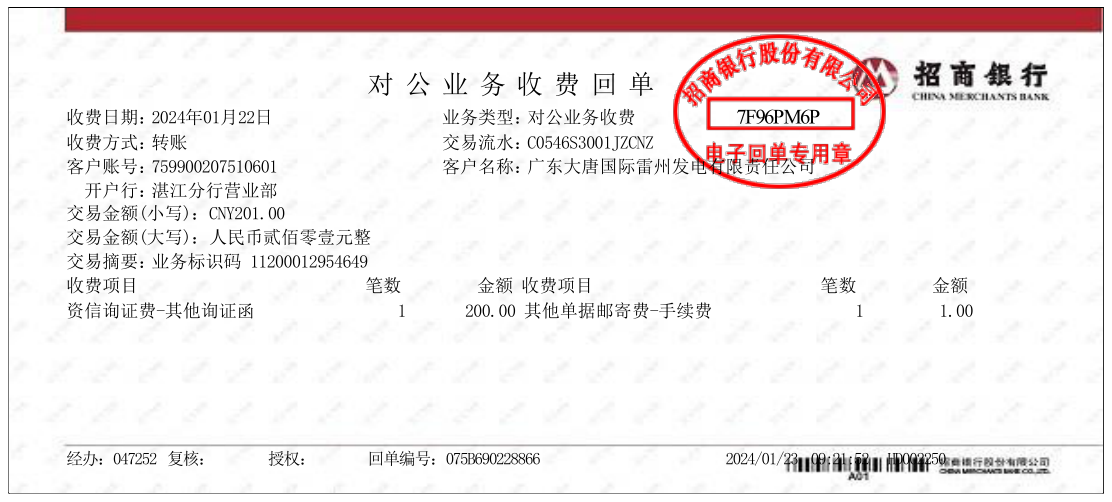 对公业务收费回单
招商银行
CHINA MERCHANTS BANK
招商银行股份有限公司
7F96PM6P
电子回单专用章
收费日期：2024年01月22日 业务类型：对公业务收费
收费方式：转账 交易流水：C0546S3001JZCNZ
客户账号：759900207510601 客户名称：广东大唐国际雷州发电有限责任公司
开户行：湛江分行营业部
交易金额(小写)：CNY201.00
交易金额(大写)：人民币贰佰零壹元整
交易摘要：业务标识码 11200012954649
收费项目 笔数 金额 收费项目 笔数 金额
资信询证费-其他询证函 1 200.00 其他单据邮寄费-手续费 1 1.00
经办：047252 复核： 授权： 回单编号：075B690228866 2024/01/23 09:21:52 HD002250
招商银行股份有限公司
CHINA MERCHANTS BANK CO.,LTD.
A01